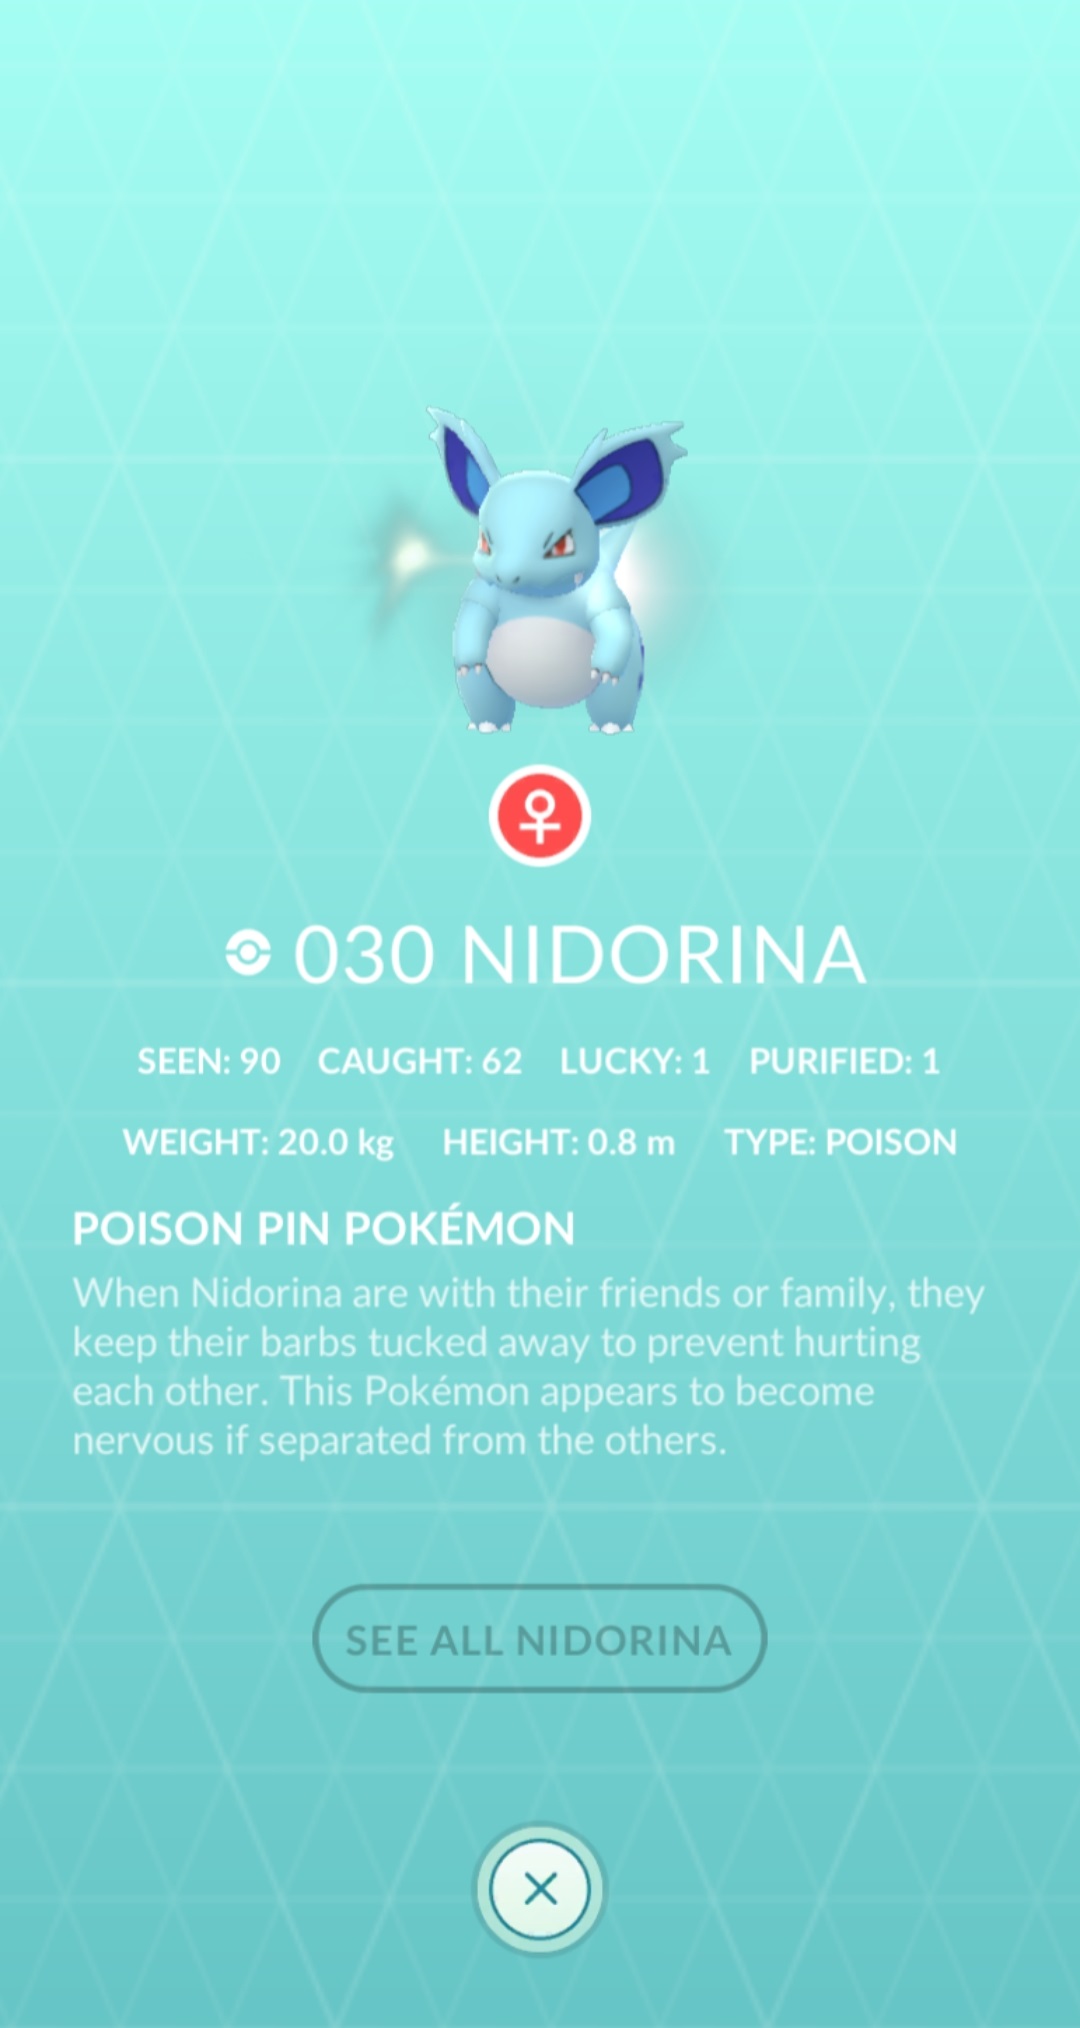 030 NIDORINA
SEEN: 90 CAUGHT: 62 LUCKY: 1 PURIFIED: 1
WEIGHT: 20.0 kg HEIGHT: 0.8 m TYPE: POISON
POISON PIN POKÉMON
When Nidorina are with their friends or family, they
keep their barbs tucked away to prevent hurting
each other. This Pokémon appears to become
nervous if separated from the others.
SEE ALL NIDORINA